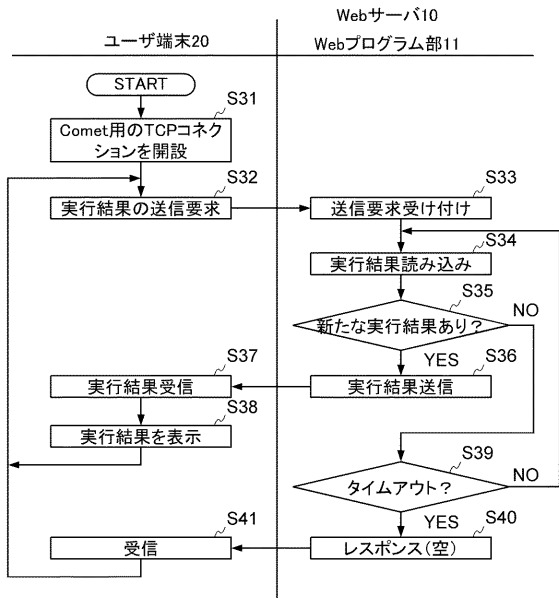 Webサーバ10
ユーザ端末20
Webプログラム部11
START
S31
Comet用のTCPコネ
クションを開設
S32
実行結果の送信要求
S33
送信要求受け付け
S34
実行結果読み込み
S35
新たな実行結果あり?
NO
YES
S36
実行結果送信
S37
実行結果受信
S38
実行結果を表示
S39
タイムアウト?
NO
YES
S40
レスポンス(空)
S41
受信